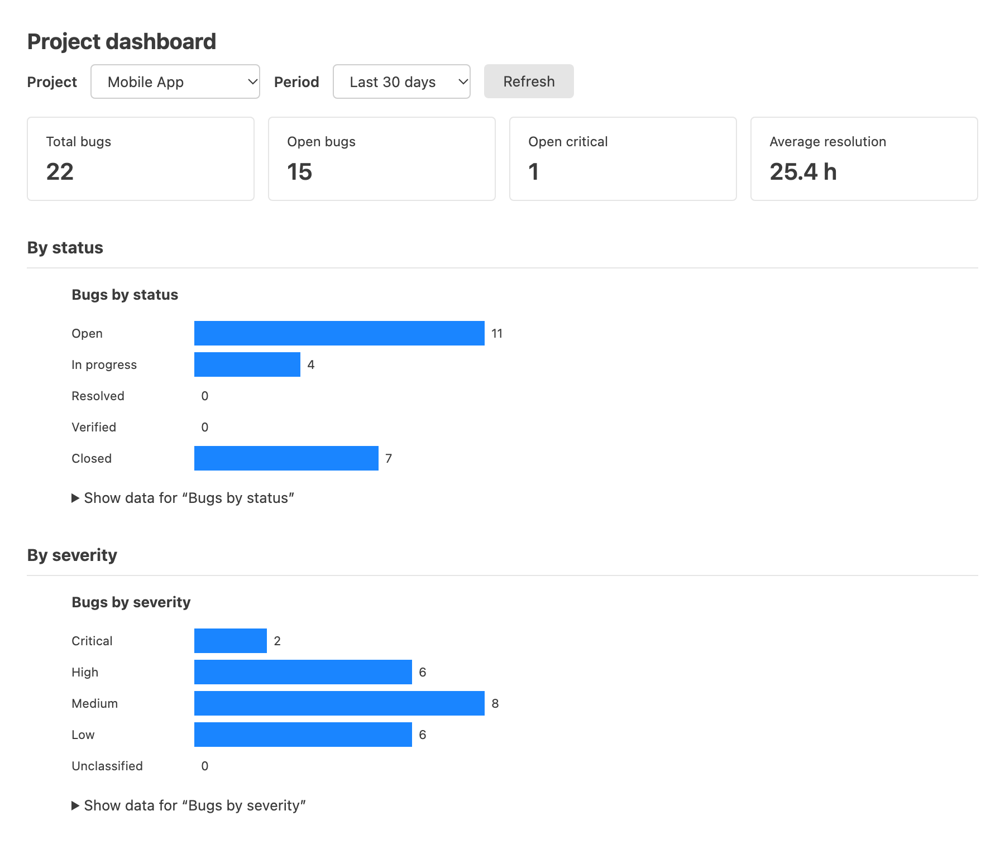 Project dashboard
Project Mobile App Period Last 30 days Refresh
Total bugs Open bugs Open critical Average resolution
22 15 1 25.4 h
By status
Bugs by status
Open 11
In progress 4
Resolved 0
Verified 0
Closed 7
Show data for “Bugs by status”
By severity
Bugs by severity
Critical 2
High 6
Medium 8
Low 6
Unclassified 0
Show data for “Bugs by severity”